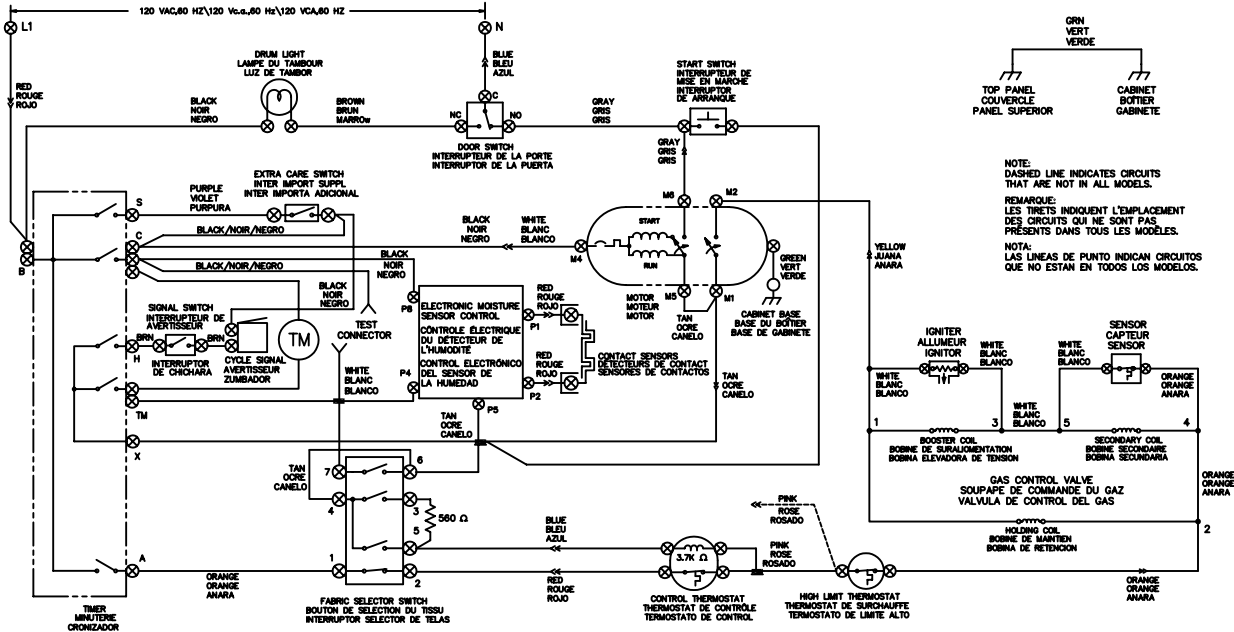 120 VAC,60 HZ\120 Vc.a.,60 Hz\120 VCA,60 HZ
L1
N
GRN
VERT
VERDE
TOP PANEL
COUVERCLE
PANEL SUPERIOR
CABINET
BOÎTIER
GABINETE
RED
ROUGE
ROJO
DRUM LIGHT
LAMPE DU TAMBOUR
LUZ DE TAMBOR
BLACK
NOIR
NEGRO
BROWN
BRUN
MARROw
BLUE
BLEU
AZUL
C
NC
NO
DOOR SWITCH
INTERRUPTEUR DE LA PORTE
INTERRUPTOR DE LA PUERTA
GRAY
GRIS
GRIS
START SWITCH
INTERRUPTEUR DE
MISE EN MARCHE
INTERRUPTOR
DE ARRANQUE
GRAY
GRIS
GRIS
NOTE:
DASHED LINE INDICATES CIRCUITS
THAT ARE NOT IN ALL MODELS.
REMARQUE:
LES TIRETS INDIQUENT L'EMPLACEMENT
DES CIRCUITS QUI NE SONT PAS
PRÉSENTS DANS TOUS LES MODÈLES.
NOTA:
LAS LINEAS DE PUNTO INDICAN CIRCUITOS
QUE NO ESTAN EN TODOS LOS MODELOS.
S
PURPLE
VIOLET
PURPURA
EXTRA CARE SWITCH
INTER IMPORT SUPPL
INTER IMPORTA ADICIONAL
C
BLACK/NOIR/NEGRO
B
BLACK/NOIR/NEGRO
BLACK
NOIR
NEGRO
BLACK
NOIR
NEGRO
BLACK
NOIR
NEGRO
WHITE
BLANC
BLANCO
M4
M6
M2
START
RUN
M5
M1
MOTOR
MOTEUR
MOTOR
TAN
OCRE
CANELO
GREEN
VERT
VERDE
CABINET BASE
BASE DU BOÎTIER
BASE DE GABINETE
YELLOW
JUANA
ANARA
SIGNAL SWITCH
INTERRUPTEUR DE
AVERTISSEUR
BRN
BRN
H
INTERRUPTOR
DE CHICHARA
CYCLE SIGNAL
AVERTISSEUR
ZUMBADOR
TM
TEST
CONNECTOR
P8
ELECTRONIC MOISTURE
SENSOR CONTROL
CÔNTROLE ÉLECTRIQUE
DU DÉTECTEUR DE
L'HUMODITÉ
CONTROL ELECTRÓNICO
DEL SENSOR DE
LA HUMEDAD
P1
P2
P4
P5
RED
ROUGE
ROJO
RED
ROUGE
ROJO
CONTACT SENSORS
DÉTECTEURS DE CONTACT
SENSORES DE CONTACTOS
WHITE
BLANC
BLANCO
TAN
OCRE
CANELO
TAN
OCRE
CANELO
TM
X
IGNITER
ALLUMEUR
IGNITOR
WHITE
BLANC
BLANCO
WHITE
BLANC
BLANCO
WHITE
BLANC
BLANCO
WHITE
BLANC
BLANCO
SENSOR
CAPTEUR
SENSOR
ORANGE
ORANGE
ANARA
1
3
5
4
BOOSTER COIL
BOBINE DE SURALIOMENTATION
BOBINA ELEVADORA DE TENSION
SECONDARY COIL
BOBINE SECONDAIRE
BOBINA SECUNDARIA
GAS CONTROL VALVE
SOUPAPE DE COMMANDE DU GAZ
VALVULA DE CONTROL DEL GAS
HOLDING COIL
BOBINE DE MAINTIEN
BOBINA DE RETENCION
2
ORANGE
ORANGE
ANARA
TAN
OCRE
CANELO
7
6
4
3
5
1
2
560 Ω
PINK
ROSE
ROSADO
BLUE
BLEU
AZUL
3.7K Ω
PINK
ROSE
ROSADO
A
ORANGE
ORANGE
ANARA
RED
ROUGE
ROJO
ORANGE
ORANGE
ANARA
TIMER
MINUTERIE
CRONIZADOR
FABRIC SELECTOR SWITCH
BOUTON DE SELECTION DU TISSU
INTERRUPTOR SELECTOR DE TELAS
CONTROL THERMOSTAT
THERMOSTAT DE CONTRÔLE
TERMOSTATO DE CONTROL
HIGH LIMIT THERMOSTAT
THERMOSTAT DE SURCHAUFFE
TERMOSTATO DE LIMITE ALTO